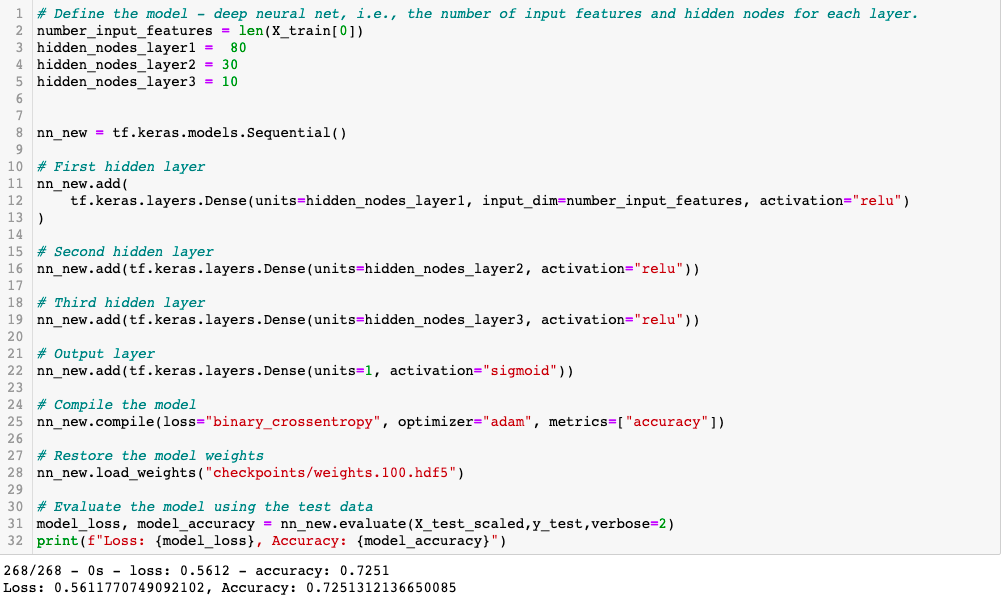 1 # Define the model - deep neural net, i.e., the number of input features and hidden nodes for each layer.
2 number_input_features = len(X_train[0])
3 hidden_nodes_layer1 =  80
4 hidden_nodes_layer2 = 30
5 hidden_nodes_layer3 = 10
6
7
8 nn_new = tf.keras.models.Sequential()
9
10 # First hidden layer
11 nn_new.add(
12     tf.keras.layers.Dense(units=hidden_nodes_layer1, input_dim=number_input_features, activation="relu")
13 )
14
15 # Second hidden layer
16 nn_new.add(tf.keras.layers.Dense(units=hidden_nodes_layer2, activation="relu"))
17
18 # Third hidden layer
19 nn_new.add(tf.keras.layers.Dense(units=hidden_nodes_layer3, activation="relu"))
20
21 # Output layer
22 nn_new.add(tf.keras.layers.Dense(units=1, activation="sigmoid"))
23
24 # Compile the model
25 nn_new.compile(loss="binary_crossentropy", optimizer="adam", metrics=["accuracy"])
26
27 # Restore the model weights
28 nn_new.load_weights("checkpoints/weights.100.hdf5")
29
30 # Evaluate the model using the test data
31 model_loss, model_accuracy = nn_new.evaluate(X_test_scaled,y_test,verbose=2)
32 print(f"Loss: {model_loss}, Accuracy: {model_accuracy}")
268/268 - 0s - loss: 0.5612 - accuracy: 0.7251
Loss: 0.5611770749092102, Accuracy: 0.7251312136650085